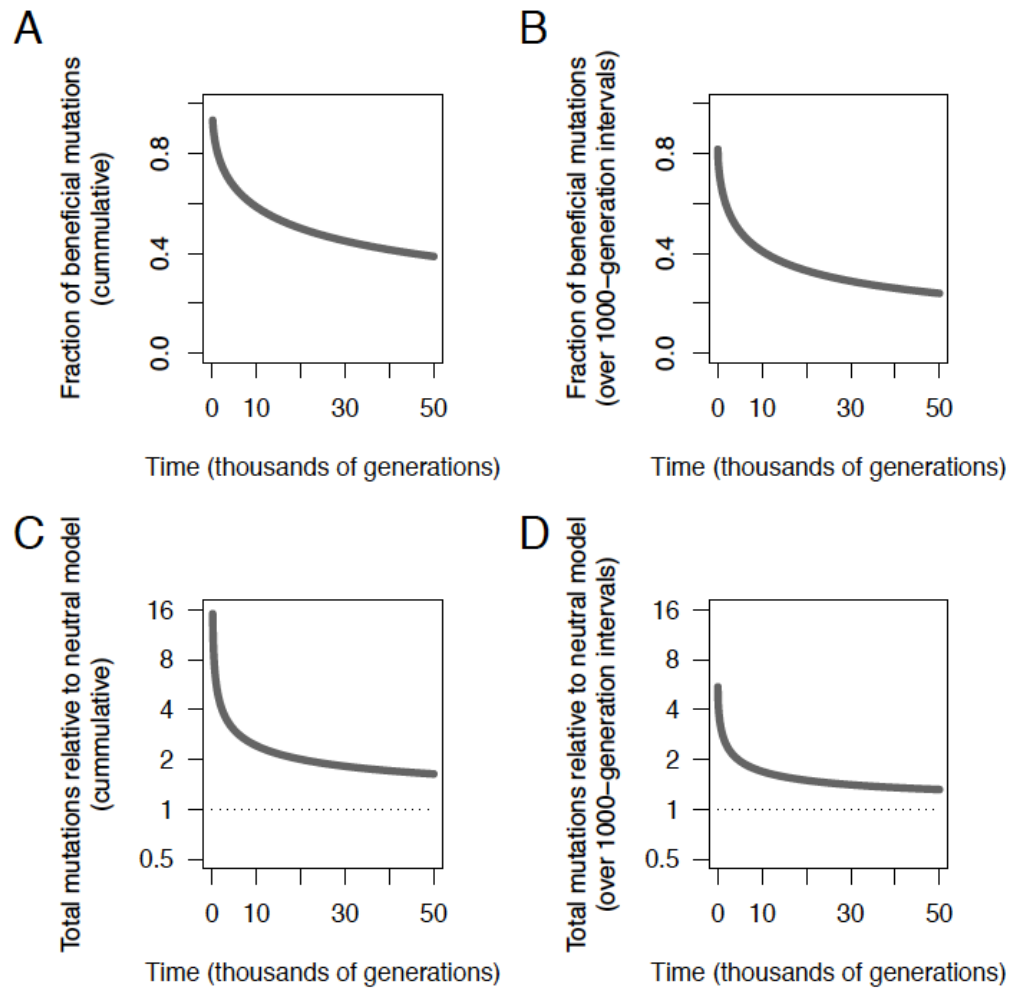 A
Fraction of beneficial mutations
(cummulative)
0.8
0.4
0.0
0 10 30 50
Time (thousands of generations)
B
Fraction of beneficial mutations
(over 1000−generation intervals)
0.8
0.4
0.0
0 10 30 50
Time (thousands of generations)
C
Total mutations relative to neutral model
(cummulative)
16
8
4
2
1
0.5
0 10 30 50
Time (thousands of generations)
D
Total mutations relative to neutral model
(over 1000−generation intervals)
16
8
4
2
1
0.5
0 10 30 50
Time (thousands of generations)